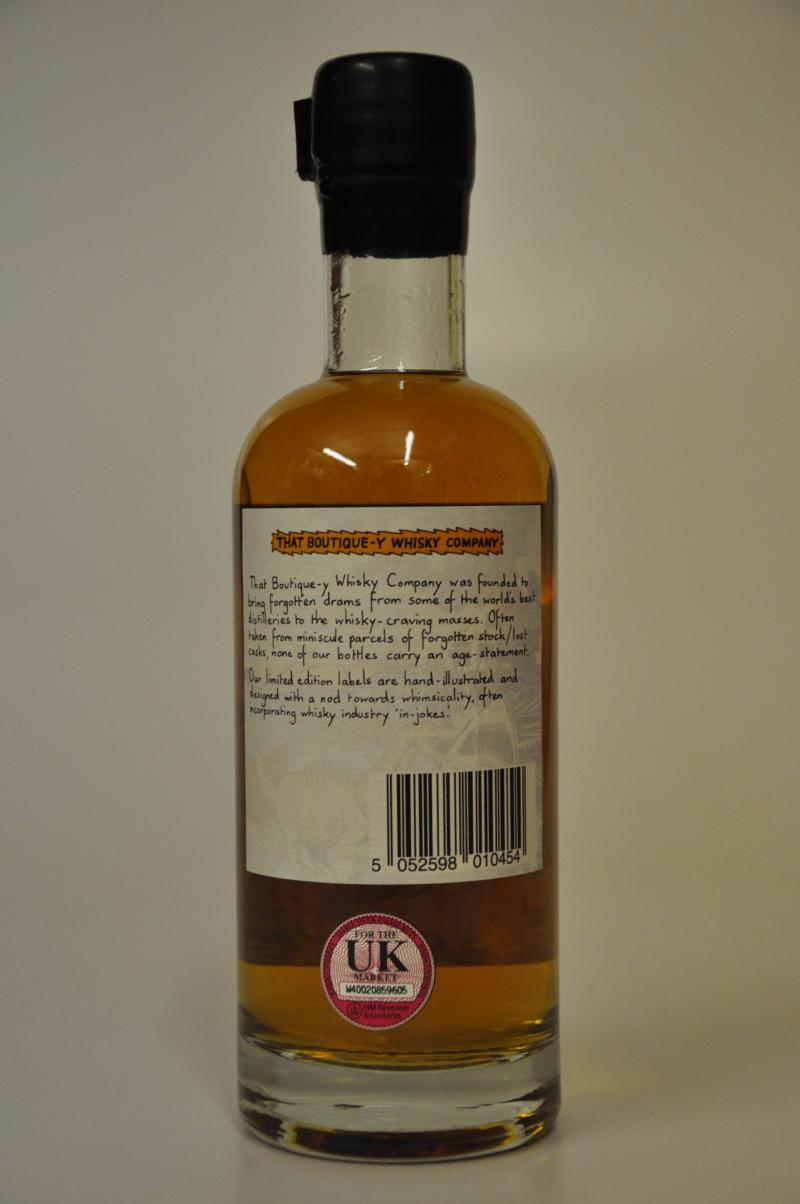 THAT BOUTIQUE-Y WHISKY COMPANY
That Boutique-y Whisky Company was founded to
bring forgotten drams from some of the world's best
distilleries to the whisky-craving masses. Often
taken from miniscule parcels of forgotten stock/lost
casks, none of our bottles carry an age-statement.
Our limited edition labels are hand-illustrated and
designed with a nod towards whimsicality, often
incorporating whisky industry 'in-jokes'.
5 052598 010454
FOR THE
UK
MARKET
W40020859605
HM Revenue
& Customs